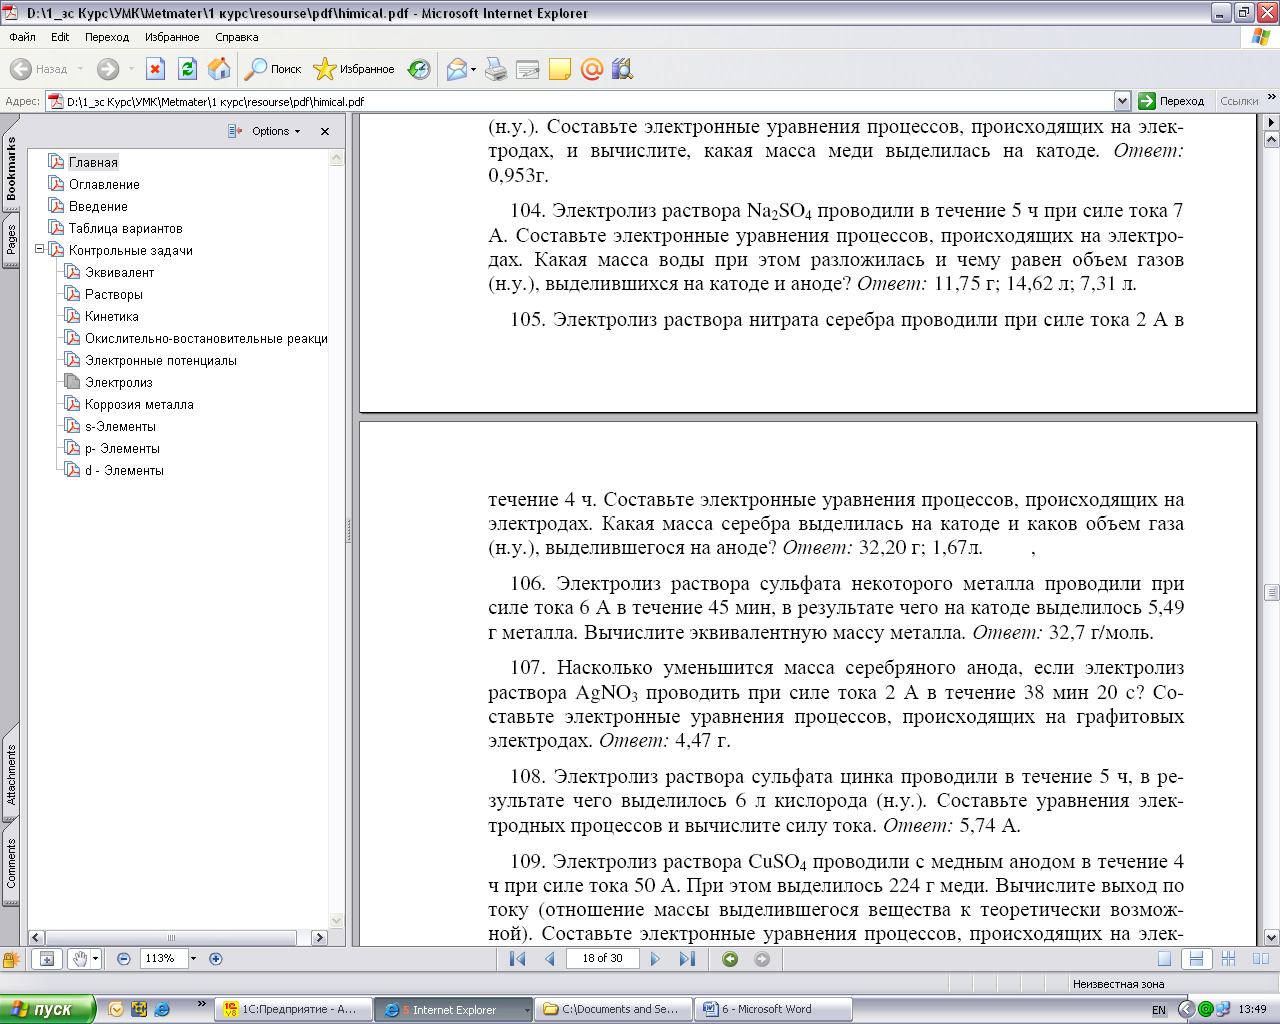 D:\1_зс Курс\УМК\Metmater\1 курс\resourse\pdf\himical.pdf - Microsoft Internet Explorer
Файл Edit Переход Избранное Справка
Назад Поиск Избранное
Адрес: D:\1_зс Курс\УМК\Metmater\1 курс\resourse\pdf\himical.pdf Переход Ссылки »
Bookmarks
Pages
Attachments
Comments
Options
Главная
Оглавление
Введение
Таблица вариантов
Контрольные задачи
Эквивалент
Растворы
Кинетика
Окислительно-востановительные реакци
Электронные потенциалы
Электролиз
Коррозия металла
s-Элементы
p- Элементы
d - Элементы
(н.у.). Составьте электронные уравнения процессов, происходящих на элек-
тродах, и вычислите, какая масса меди выделилась на катоде. Ответ:
0,953г.
104. Электролиз раствора Na₂SO₄ проводили в течение 5 ч при силе тока 7
А. Составьте электронные уравнения процессов, происходящих на электро-
дах. Какая масса воды при этом разложилась и чему равен объем газов
(н.у.), выделившихся на катоде и аноде? Ответ: 11,75 г; 14,62 л; 7,31 л.
105. Электролиз раствора нитрата серебра проводили при силе тока 2 А в
течение 4 ч. Составьте электронные уравнения процессов, происходящих на
электродах. Какая масса серебра выделилась на катоде и каков объем газа
(н.у.), выделившегося на аноде? Ответ: 32,20 г; 1,67л. ,
106. Электролиз раствора сульфата некоторого металла проводили при
силе тока 6 А в течение 45 мин, в результате чего на катоде выделилось 5,49
г металла. Вычислите эквивалентную массу металла. Ответ: 32,7 г/моль.
107. Насколько уменьшится масса серебряного анода, если электролиз
раствора AgNO₃ проводить при силе тока 2 А в течение 38 мин 20 с? Со-
ставьте электронные уравнения процессов, происходящих на графитовых
электродах. Ответ: 4,47 г.
108. Электролиз раствора сульфата цинка проводили в течение 5 ч, в ре-
зультате чего выделилось 6 л кислорода (н.у.). Составьте уравнения элек-
тродных процессов и вычислите силу тока. Ответ: 5,74 А.
109. Электролиз раствора CuSO₄ проводили с медным анодом в течение 4
ч при силе тока 50 А. При этом выделилось 224 г меди. Вычислите выход по
току (отношение массы выделившегося вещества к теоретически возмож-
ной). Составьте электронные уравнения процессов, происходящих на элек-
113% 18 of 30
Неизвестная зона
пуск » 1С:Предприятие - А... 5 Internet Explorer C:\Documents and Se... 6 - Microsoft Word EN 13:49